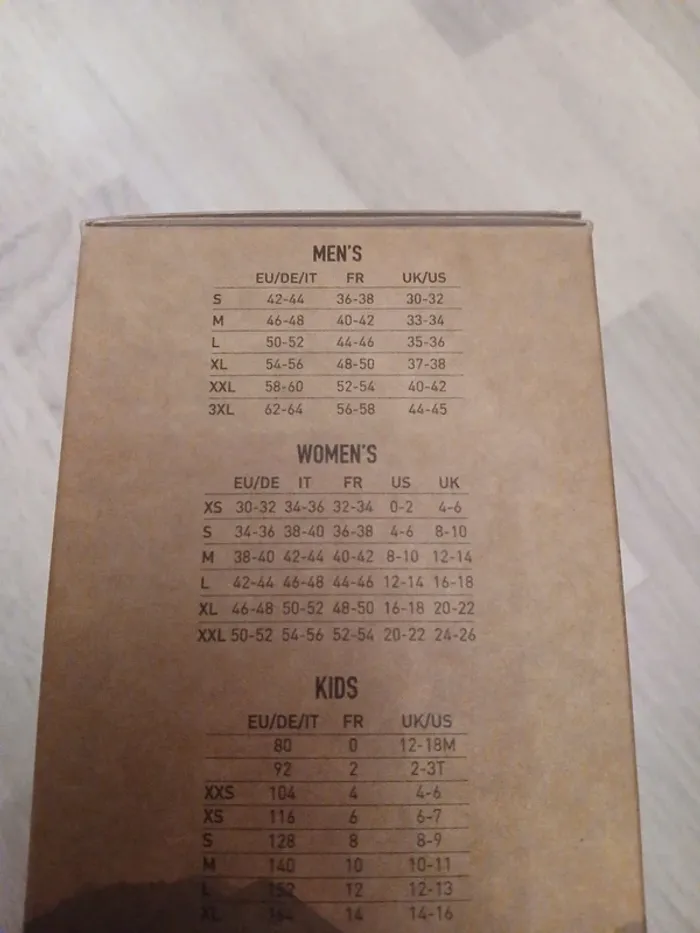 MEN'S
EU/DE/IT FR UK/US
S 42-44 36-38 30-32
M 46-48 40-42 33-34
L 50-52 44-46 35-36
XL 54-56 48-50 37-38
XXL 58-60 52-54 40-42
3XL 62-64 56-58 44-45
WOMEN'S
EU/DE IT FR US UK
XS 30-32 34-36 32-34 0-2 4-6
S 34-36 38-40 36-38 4-6 8-10
M 38-40 42-44 40-42 8-10 12-14
L 42-44 46-48 44-46 12-14 16-18
XL 46-48 50-52 48-50 16-18 20-22
XXL 50-52 54-56 52-54 20-22 24-26
KIDS
EU/DE/IT FR UK/US
80 0 12-18M
92 2 2-3T
XXS 104 4 4-6
XS 116 6 6-7
S 128 8 8-9
M 140 10 10-11
L 152 12 12-13
XL 164 14 14-16